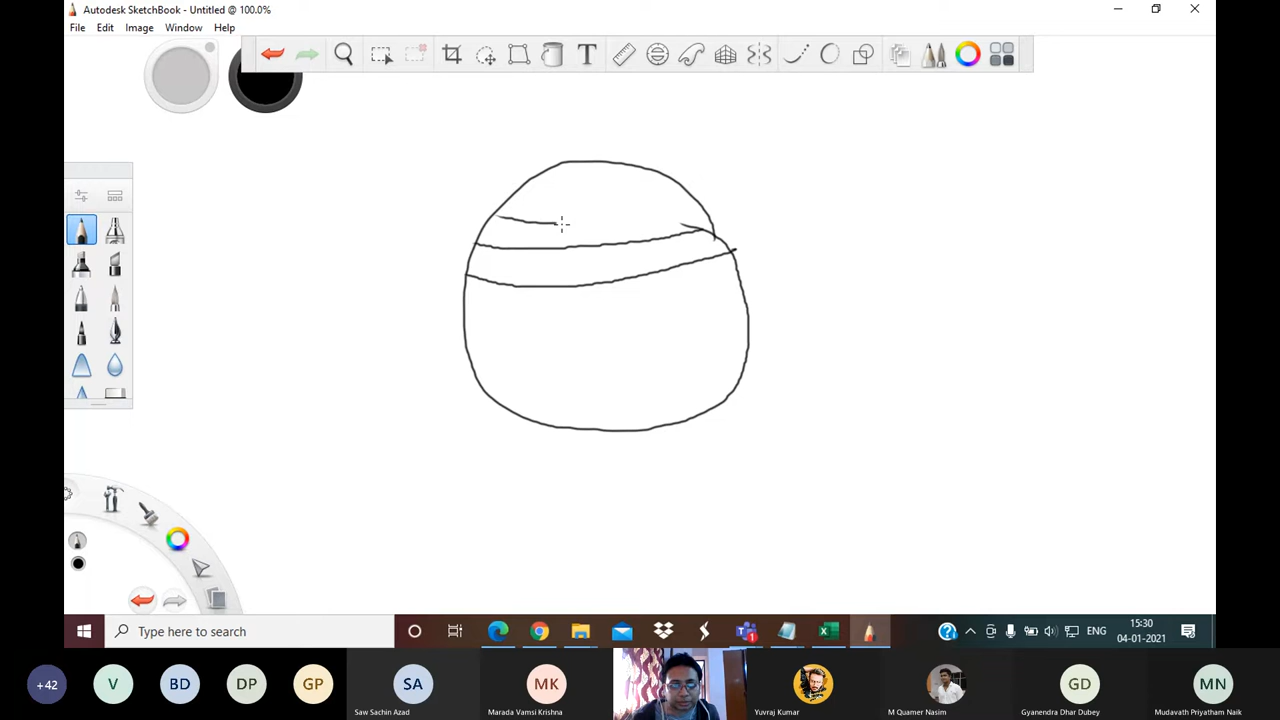 Autodesk SketchBook - Untitled @ 100.0%
File Edit Image Window Help
T
Type here to search
1
ENG
15:30
04-01-2021
+42 V BD DP GP SA MK GD MN
Saw Sachin Azad Marada Vamsi Krishna Yuvraj Kumar M Quamer Nasim Gyanendra Dhar Dubey Mudavath Priyatham Naik